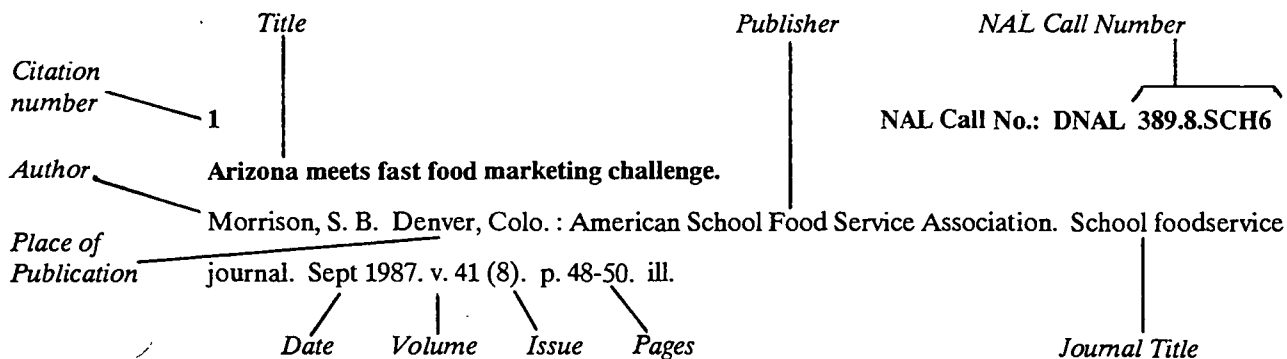 Title Publisher NAL Call Number
Citation
number
1 NAL Call No.: DNAL 389.8.SCH6
Author Arizona meets fast food marketing challenge.
Morrison, S. B. Denver, Colo. : American School Food Service Association. School foodservice
Place of
Publication
journal. Sept 1987. v. 41 (8). p. 48-50. ill.
Date Volume Issue Pages Journal Title